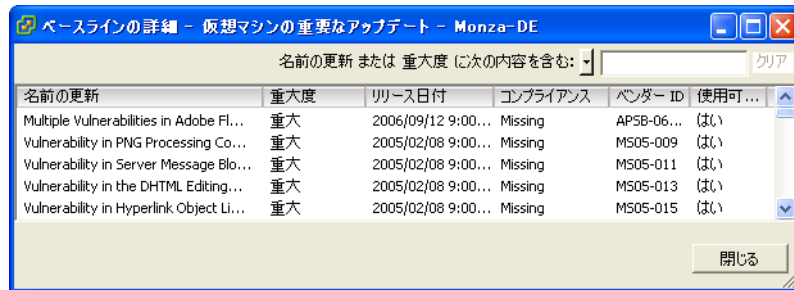 ベースラインの詳細 - 仮想マシンの重要なアップデート - Monza-DE
名前の更新 または 重大度 に次の内容を含む: クリア
名前の更新 重大度 リリース日付 コンプライアンス ベンダー ID 使用可...
Multiple Vulnerabilities in Adobe Fl... 重大 2006/09/12 9:00... Missing APSB-06... はい
Vulnerability in PNG Processing Co... 重大 2005/02/08 9:00... Missing MS05-009 はい
Vulnerability in Server Message Blo... 重大 2005/02/08 9:00... Missing MS05-011 はい
Vulnerability in the DHTML Editing... 重大 2005/02/08 9:00... Missing MS05-013 はい
Vulnerability in Hyperlink Object Li... 重大 2005/02/08 9:00... Missing MS05-015 はい
閉じる